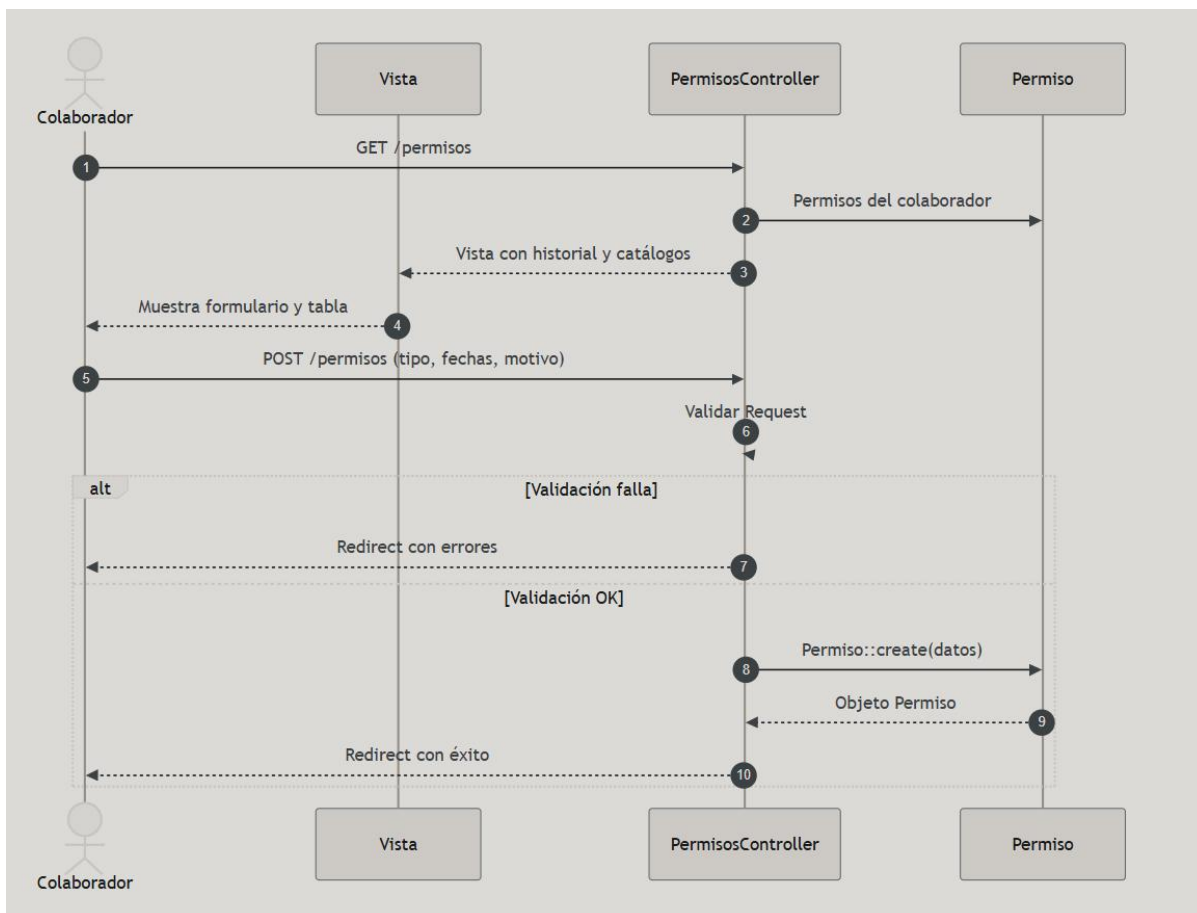 Colaborador
Vista
PermisosController
Permiso
GET /permisos
1
Permisos del colaborador
2
Vista con historial y catálogos
3
Muestra formulario y tabla
4
POST /permisos (tipo, fechas, motivo)
5
Validar Request
6
alt
[Validación falla]
Redirect con errores
7
[Validación OK]
Permiso::create(datos)
8
Objeto Permiso
9
Redirect con éxito
10
Colaborador
Vista
PermisosController
Permiso